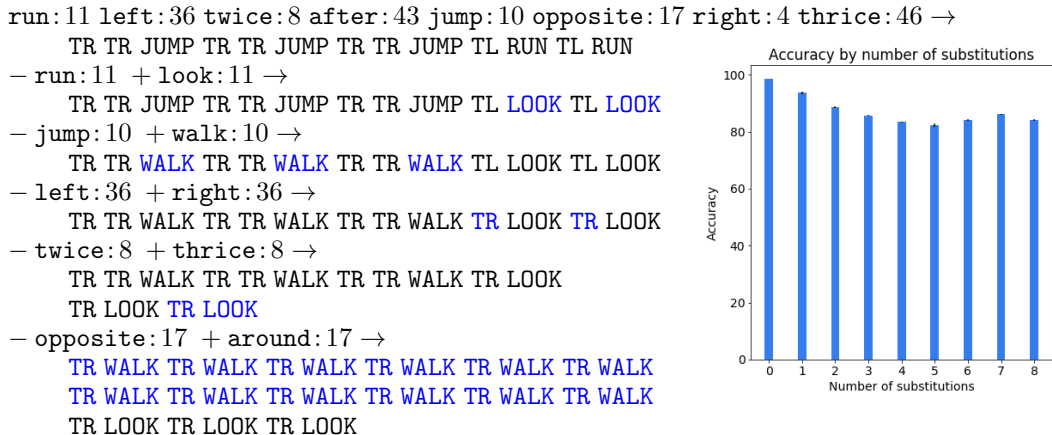 run:11 left:36 twice:8 after:43 jump:10 opposite:17 right:4 thrice:46 →
TR TR JUMP TR TR JUMP TR TR JUMP TL RUN TL RUN
− run:11 + look:11 →
TR TR JUMP TR TR JUMP TR TR JUMP TL LOOK TL LOOK
− jump:10 + walk:10 →
TR TR WALK TR TR WALK TR TR WALK TL LOOK TL LOOK
− left:36 + right:36 →
TR TR WALK TR TR WALK TR TR WALK TR LOOK TR LOOK
− twice:8 + thrice:8 →
TR TR WALK TR TR WALK TR TR WALK TR LOOK
TR LOOK TR LOOK
− opposite:17 + around:17 →
TR WALK TR WALK TR WALK TR WALK TR WALK TR WALK
TR WALK TR WALK TR WALK TR WALK TR WALK TR WALK
TR LOOK TR LOOK TR LOOK
Accuracy by number of substitutions
Accuracy
100
80
60
40
20
0
0 1 2 3 4 5 6 7 8
Number of substitutions